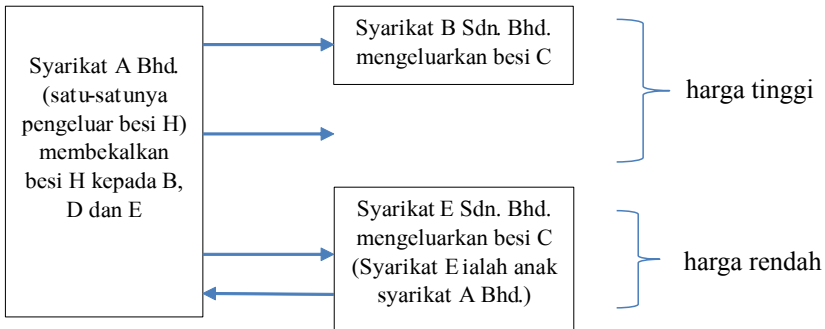 Syarikat A Bhd.
(satu-satunya
pengeluar besi H)
membekalkan
besi H kepada B,
D dan E
Syarikat B Sdn. Bhd.
mengeluarkan besi C
harga tinggi
Syarikat E Sdn. Bhd.
mengeluarkan besi C
(Syarikat E ialah anak
syarikat A Bhd.)
harga rendah